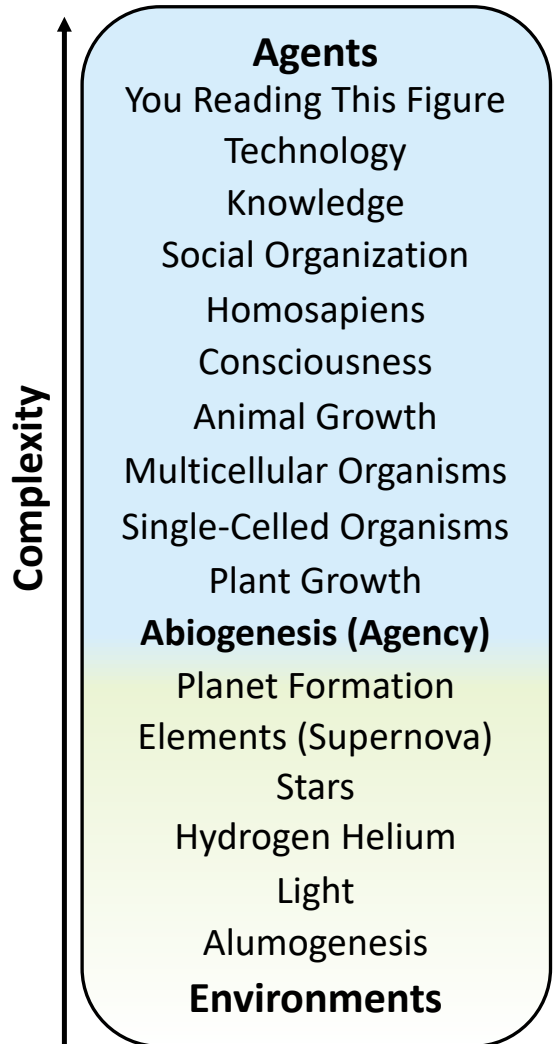 Agents
You Reading This Figure
Technology
Knowledge
Social Organization
Homosapiens
Consciousness
Animal Growth
Multicellular Organisms
Single-Celled Organisms
Plant Growth
Abiogenesis (Agency)
Planet Formation
Elements (Supernova)
Stars
Hydrogen Helium
Light
Alumogenesis
Environments
Complexity